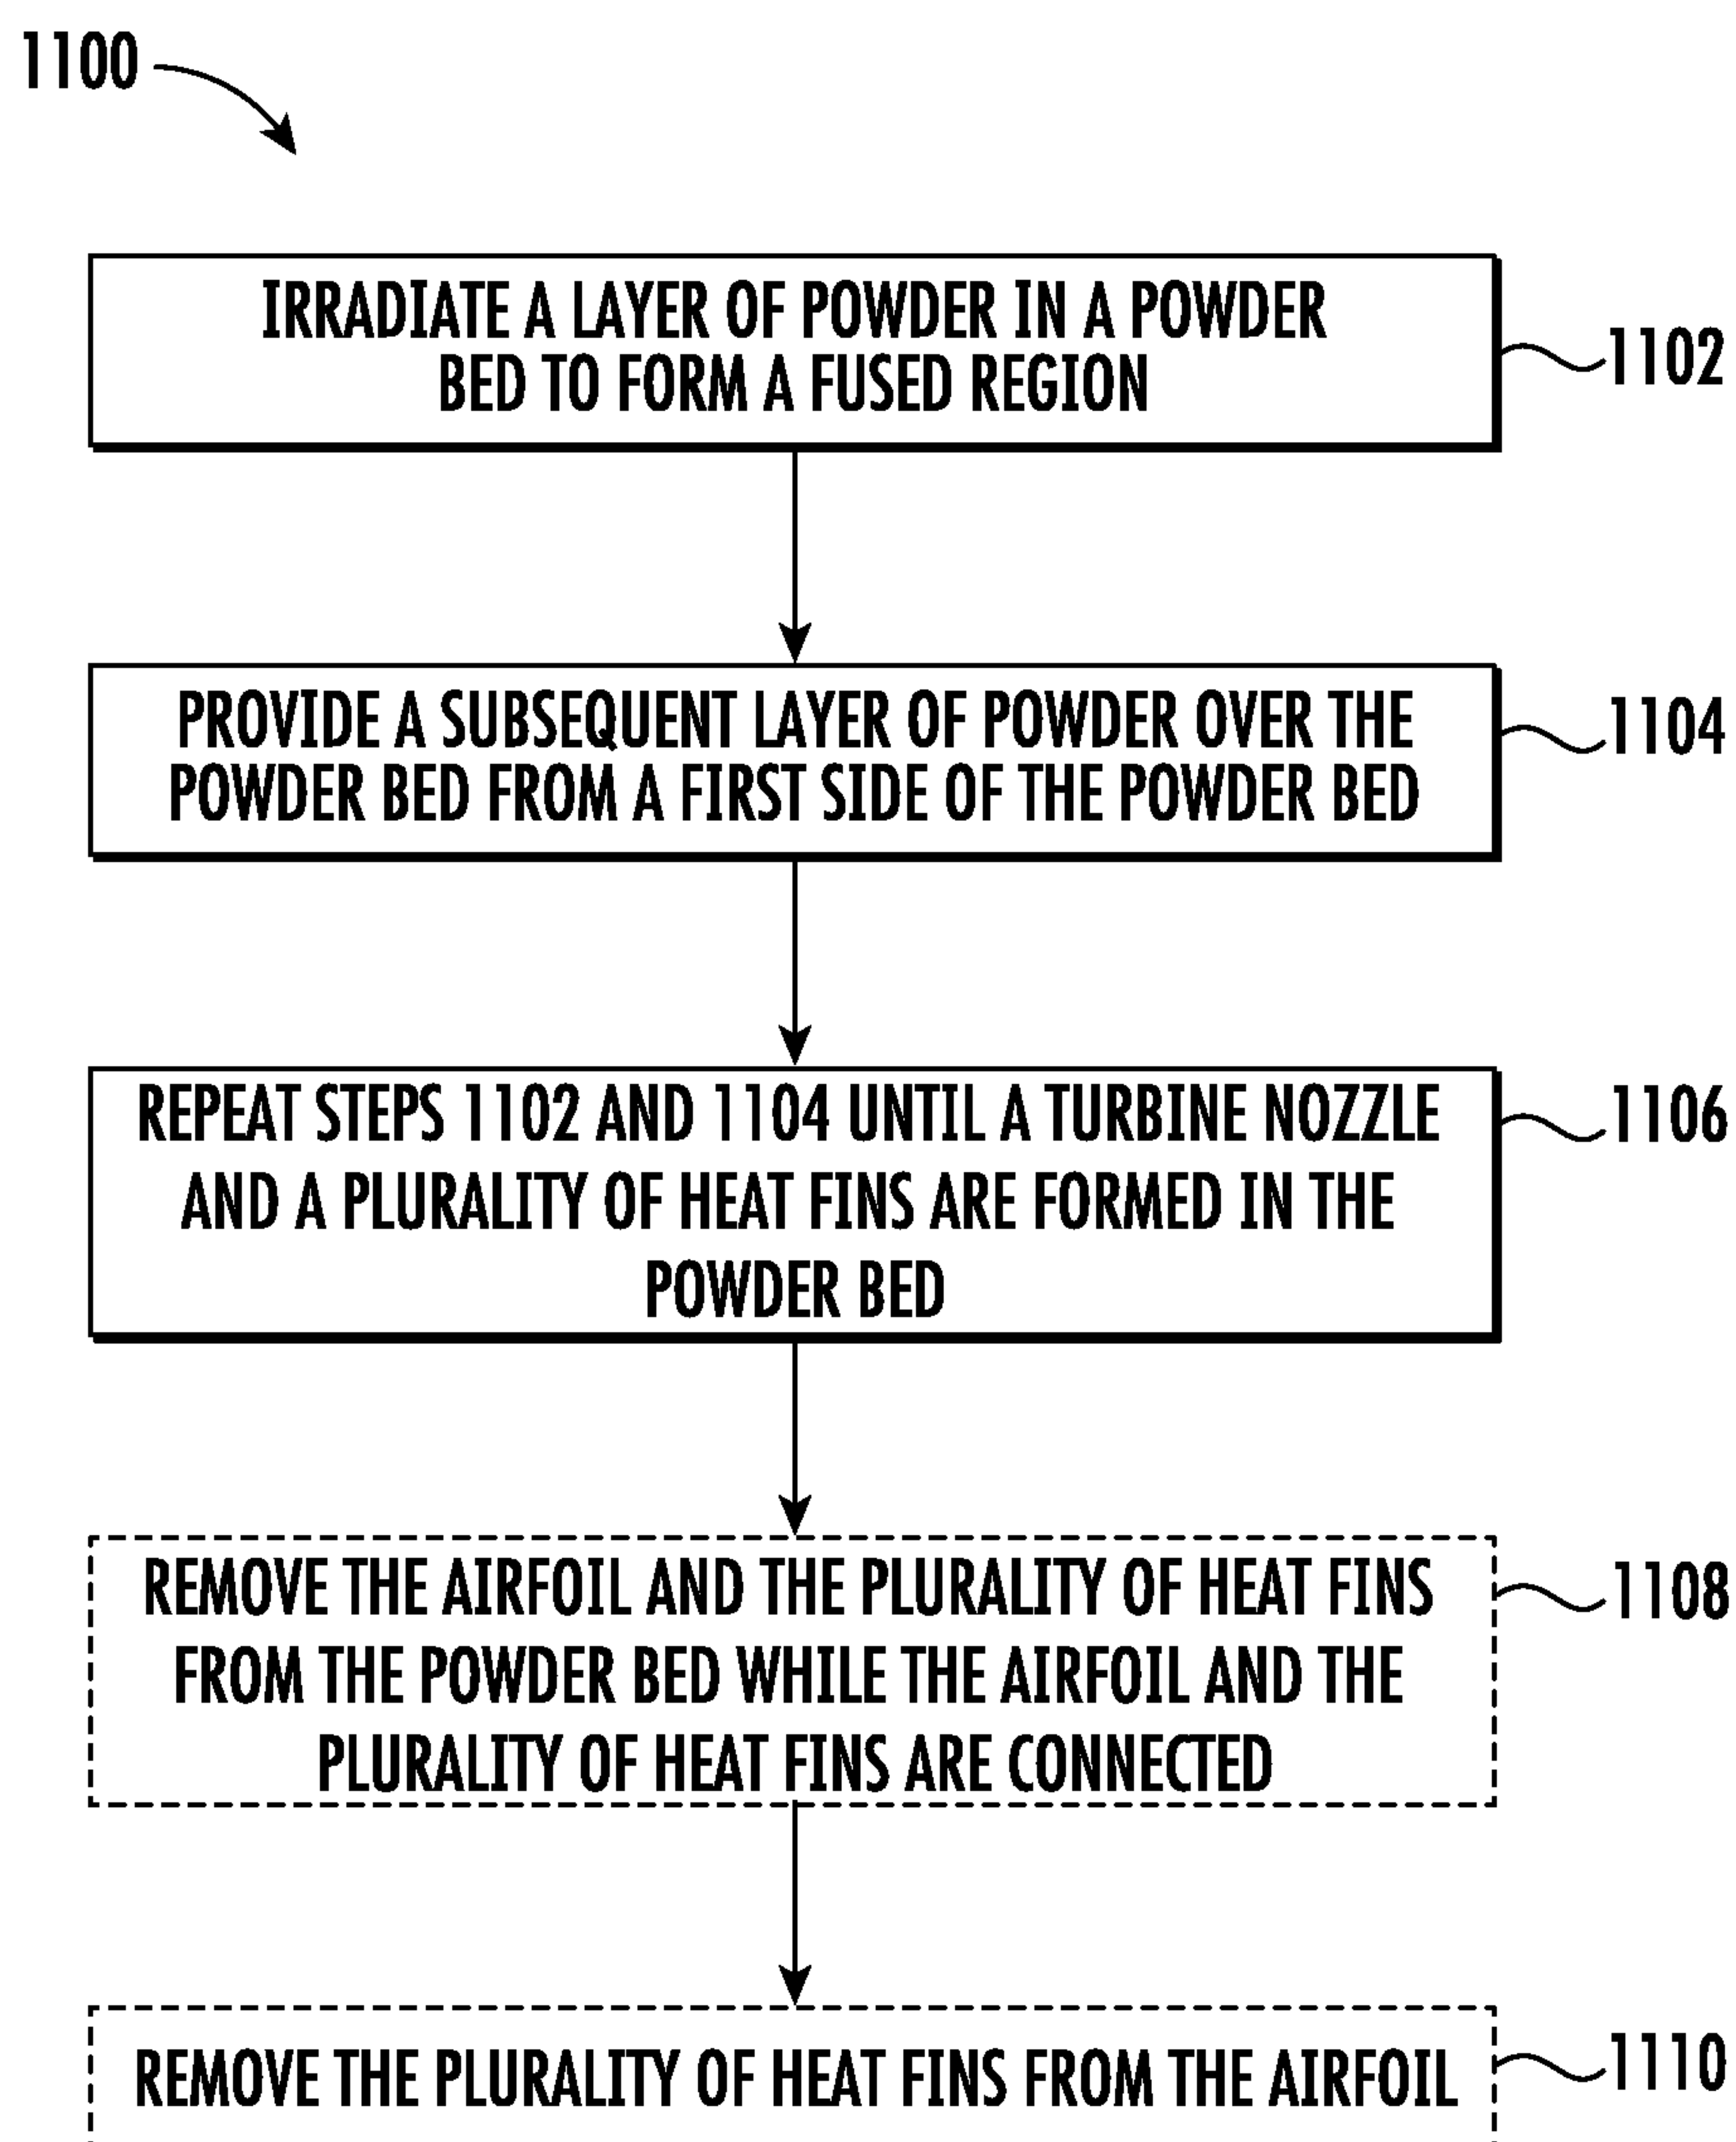 1100
IRRADIATE A LAYER OF POWDER IN A POWDER
BED TO FORM A FUSED REGION
1102
PROVIDE A SUBSEQUENT LAYER OF POWDER OVER THE
POWDER BED FROM A FIRST SIDE OF THE POWDER BED
1104
REPEAT STEPS 1102 AND 1104 UNTIL A TURBINE NOZZLE
AND A PLURALITY OF HEAT FINS ARE FORMED IN THE
POWDER BED
1106
REMOVE THE AIRFOIL AND THE PLURALITY OF HEAT FINS
FROM THE POWDER BED WHILE THE AIRFOIL AND THE
PLURALITY OF HEAT FINS ARE CONNECTED
1108
REMOVE THE PLURALITY OF HEAT FINS FROM THE AIRFOIL
1110